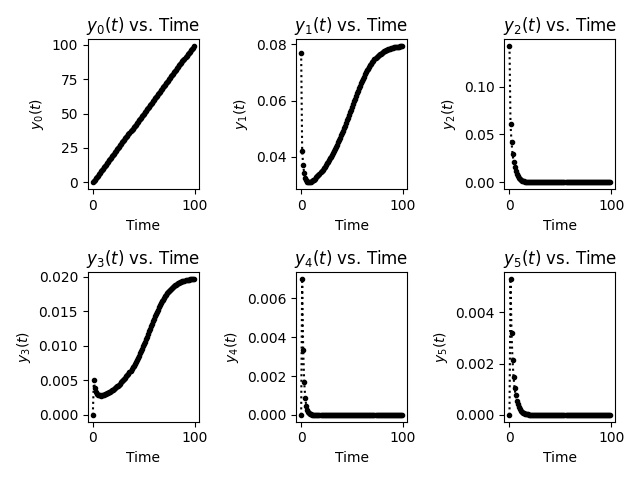 y₀(t) vs. Time
y₁(t) vs. Time
y₂(t) vs. Time
100
75
50
25
0
y₀(t)
0 100
Time
0.08
0.06
0.04
y₁(t)
0 100
Time
0.10
0.05
0.00
y₂(t)
0 100
Time
y₃(t) vs. Time
y₄(t) vs. Time
y₅(t) vs. Time
0.020
0.015
0.010
0.005
0.000
y₃(t)
0 100
Time
0.006
0.004
0.002
0.000
y₄(t)
0 100
Time
0.004
0.002
0.000
y₅(t)
0 100
Time